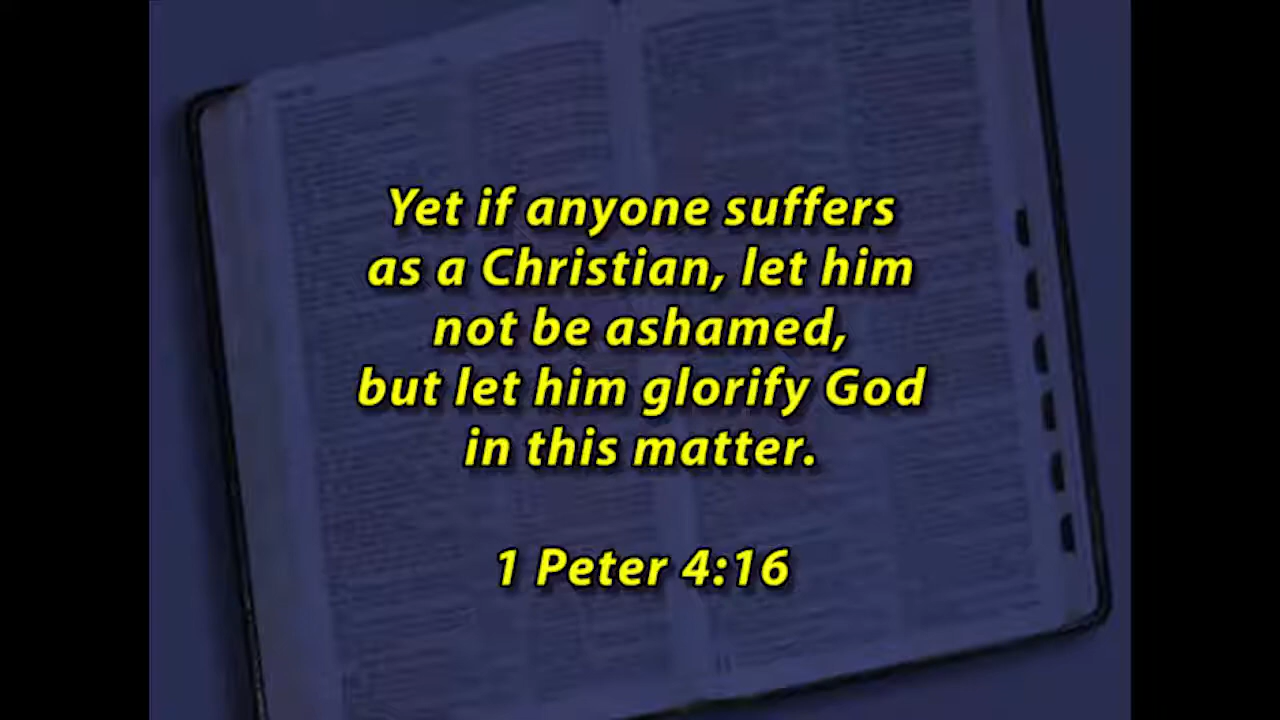 Yet if anyone suffers
as a Christian, let him
not be ashamed,
but let him glorify God
in this matter.
1 Peter 4:16